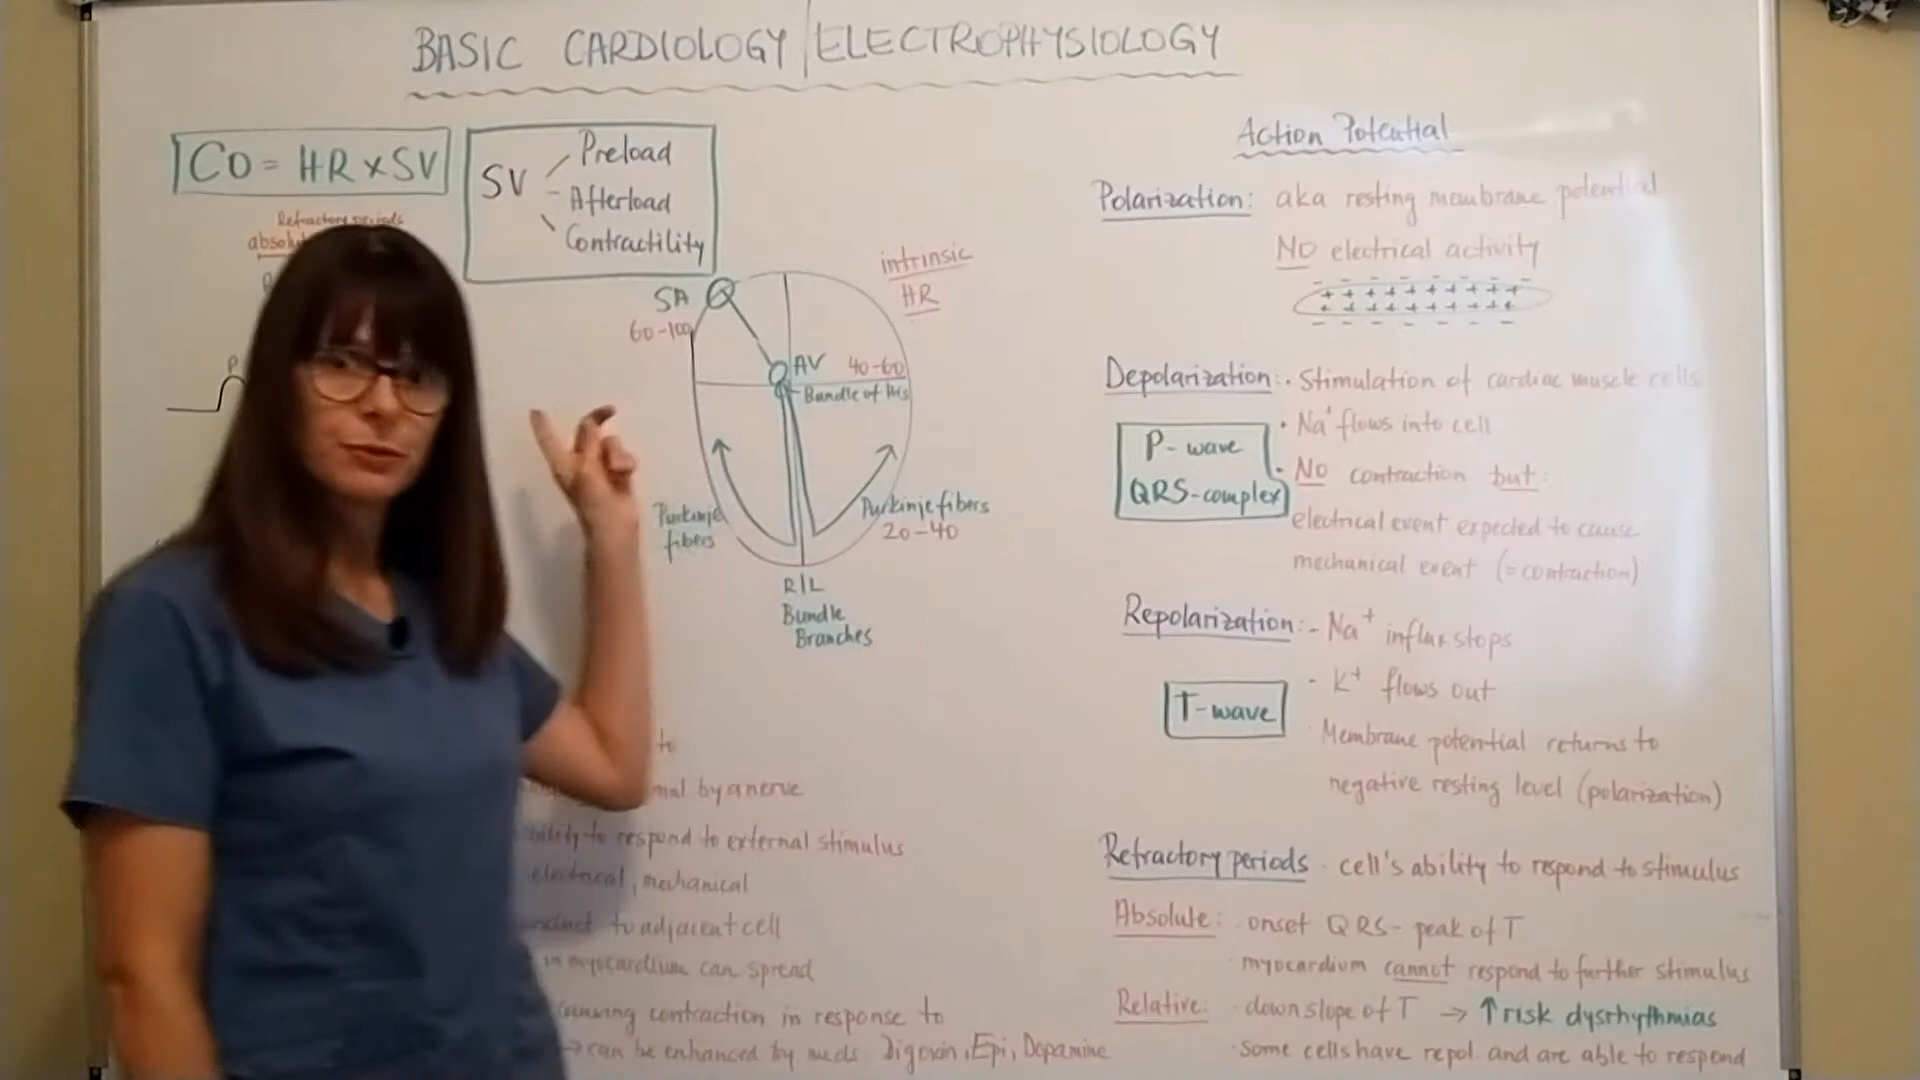 BASIC CARDIOLOGY/ELECTROPHYSIOLOGY
CO = HR x SV
SV
Preload
Afterload
Contractility
Refractory periods
P
intrinsic
HR
SA
60-100
AV
40-60
Bundle of His
Purkinje
fibers
Purkinje fibers
20-40
R/L
Bundle
Branches
to
by a nerve
to respond to external stimulus
electrical, mechanical
to adjacent cell
in myocardium can spread
causing contraction in response to
→ can be enhanced by meds Digoxin, Epi, Dopamine
Action Potential
Polarization: aka resting membrane potential
NO electrical activity
- - - - - - - - -
+ + + + + + + + + +
+ + + + + + + + + +
- - - - - - -
Depolarization: · Stimulation of cardiac muscle cells
· Na+ flows into cell
P-wave
QRS-complex
· NO contraction but:
electrical event expected to cause
mechanical event (=contraction)
Repolarization: - Na+ influx stops
- K+ flows out
T-wave
· Membrane potential returns to
negative resting level (polarization)
Refractory periods · cell's ability to respond to stimulus
Absolute: · onset QRS - peak of T
· myocardium cannot respond to further stimulus
Relative: · down slope of T → ↑ risk dysrhythmias
· some cells have repol. and are able to respond